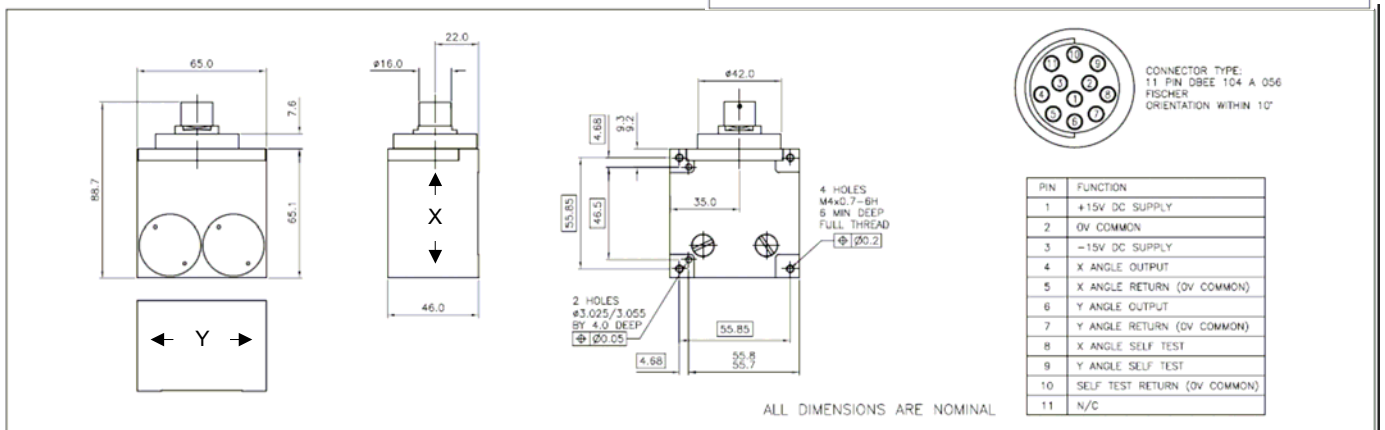 65.0
7.6
88.7
65.1
Y
22.0
ø16.0
X
46.0
ø42.0
4.68
9.3
9.2
55.85
46.5
35.0
4 HOLES
M4x0.7-6H
6 MIN DEEP
FULL THREAD
⌖ Ø0.2
2 HOLES
ø3.025/3.055
BY 4.0 DEEP
⌖ Ø0.05
55.85
4.68
55.8
55.7
10
11
9
3
2
4
1
8
5
6
7
CONNECTOR TYPE:
11 PIN DBEE 104 A 056
FISCHER
ORIENTATION WITHIN 10°
PIN FUNCTION
1 +15V DC SUPPLY
2 0V COMMON
3 -15V DC SUPPLY
4 X ANGLE OUTPUT
5 X ANGLE RETURN (0V COMMON)
6 Y ANGLE OUTPUT
7 Y ANGLE RETURN (0V COMMON)
8 X ANGLE SELF TEST
9 Y ANGLE SELF TEST
10 SELF TEST RETURN (0V COMMON)
11 N/C
ALL DIMENSIONS ARE NOMINAL